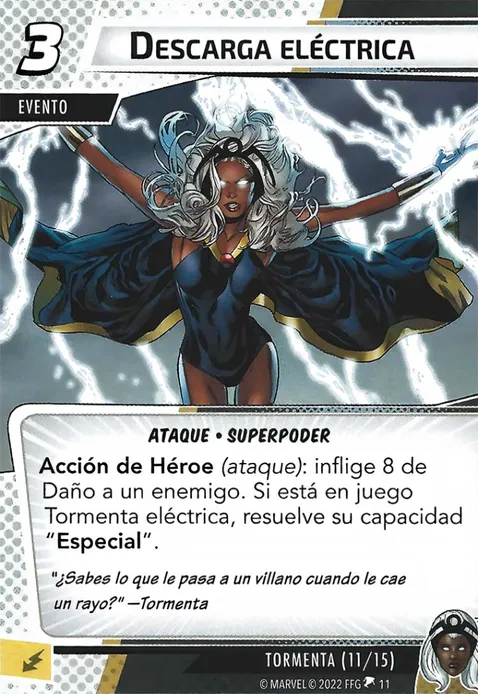 3
DESCARGA ELÉCTRICA
EVENTO
ATAQUE • SUPERPODER
Acción de Héroe (ataque): inflige 8 de
Daño a un enemigo. Si está en juego
Tormenta eléctrica, resuelve su capacidad
“Especial”.
"¿Sabes lo que le pasa a un villano cuando le cae
un rayo?" —Tormenta
TORMENTA (11/15)
© MARVEL © 2022 FFG 11